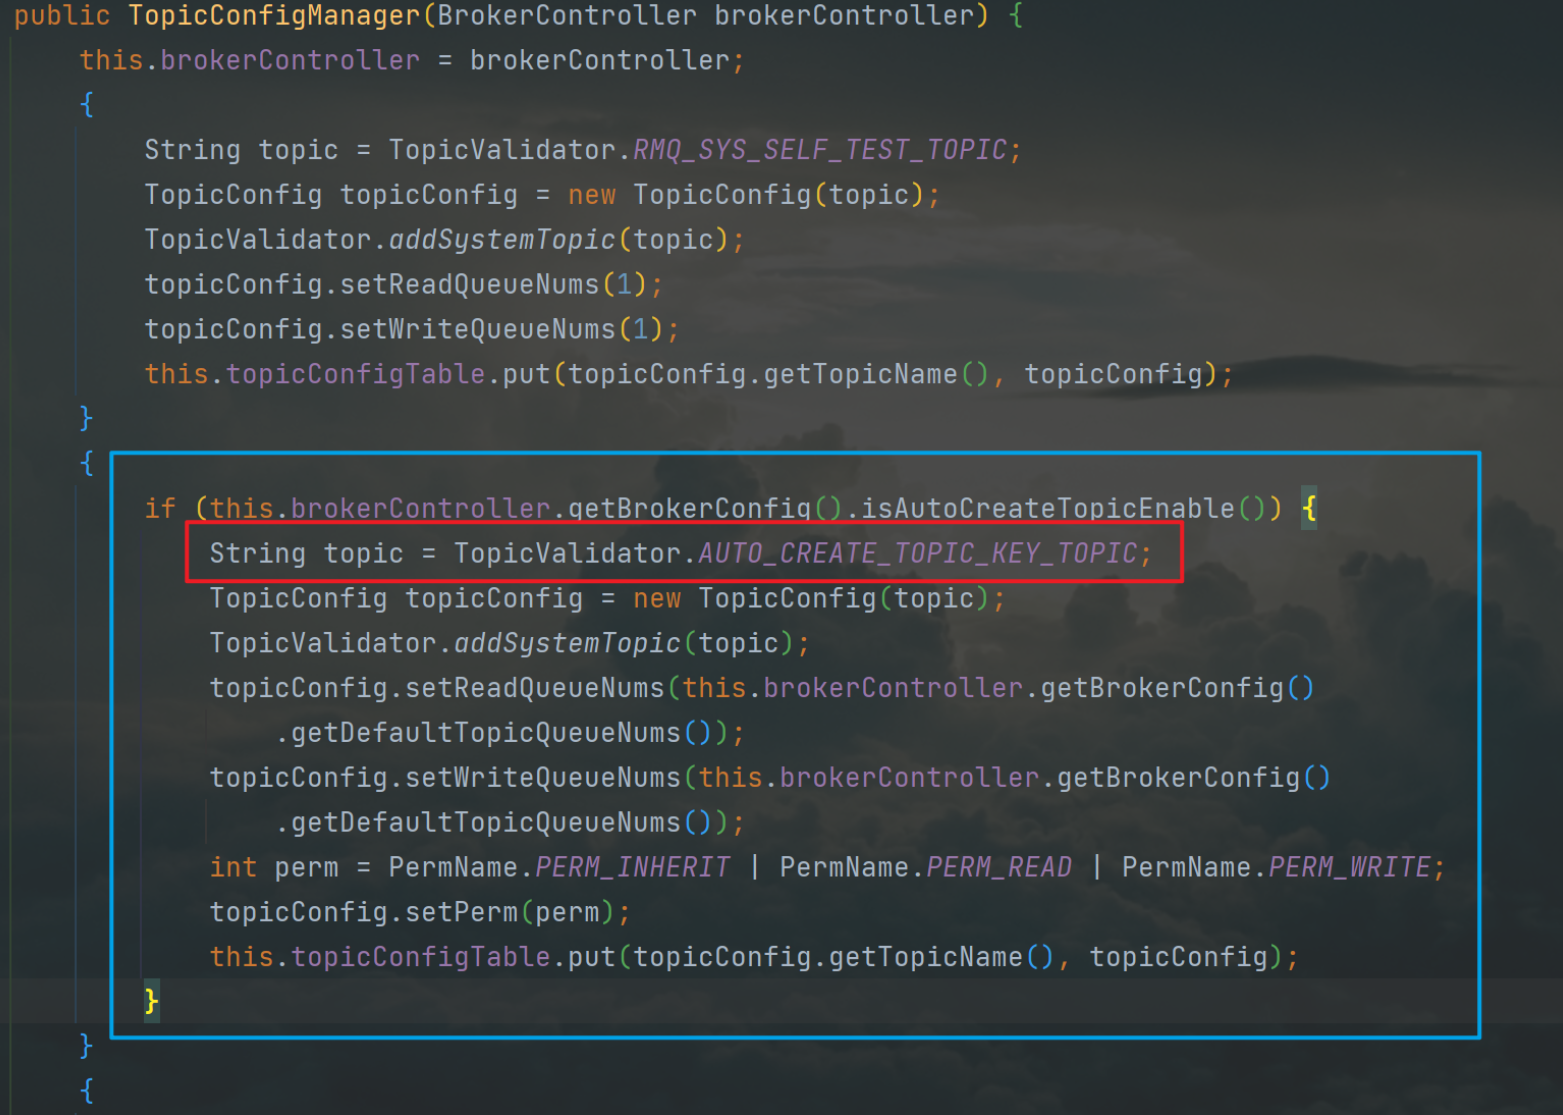 public TopicConfigManager(BrokerController brokerController) {
this.brokerController = brokerController;
{
String topic = TopicValidator.RMQ_SYS_SELF_TEST_TOPIC;
TopicConfig topicConfig = new TopicConfig(topic);
TopicValidator.addSystemTopic(topic);
topicConfig.setReadQueueNums(1);
topicConfig.setWriteQueueNums(1);
this.topicConfigTable.put(topicConfig.getTopicName(), topicConfig);
}
{
if (this.brokerController.getBrokerConfig().isAutoCreateTopicEnable()) {
String topic = TopicValidator.AUTO_CREATE_TOPIC_KEY_TOPIC;
TopicConfig topicConfig = new TopicConfig(topic);
TopicValidator.addSystemTopic(topic);
topicConfig.setReadQueueNums(this.brokerController.getBrokerConfig()
.getDefaultTopicQueueNums());
topicConfig.setWriteQueueNums(this.brokerController.getBrokerConfig()
.getDefaultTopicQueueNums());
int perm = PermName.PERM_INHERIT | PermName.PERM_READ | PermName.PERM_WRITE;
topicConfig.setPerm(perm);
this.topicConfigTable.put(topicConfig.getTopicName(), topicConfig);
}
}
{